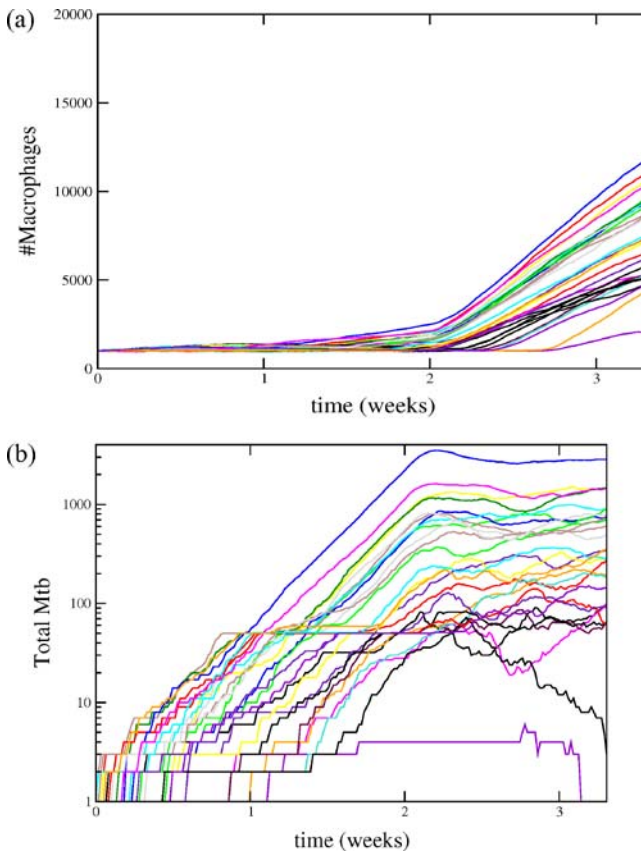 (a)
20000
15000
#Macrophages
10000
5000
0
0 1 2 3
time (weeks)
(b)
1000
Total Mtb
100
10
1
0 1 2 3
time (weeks)